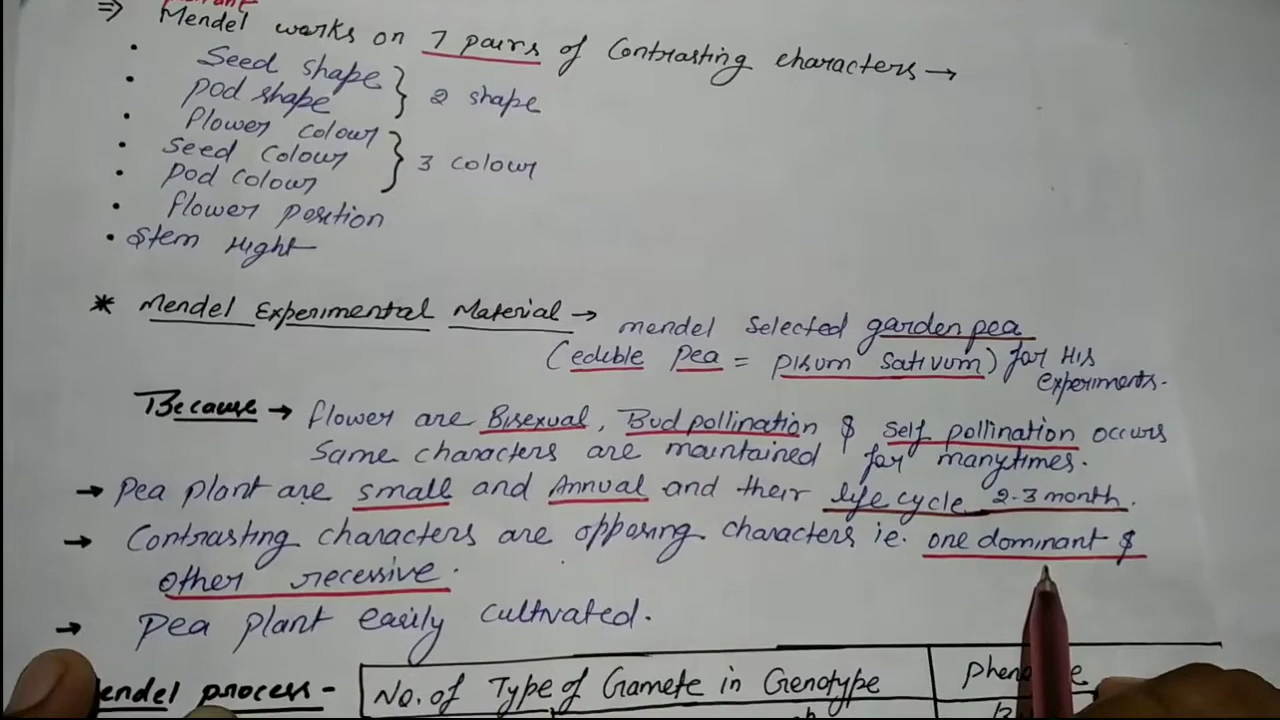 ⇒ Mendel works on 7 pairs of Contrasting characters →
• Seed shape
• pod shape } 2 shape
• flower colour
• seed colour } 3 colour
• pod colour
• flower position
• Stem Hight
* Mendel Experimental Material → mendel selected garden pea
(edible pea = pisum sativum) for His
experiments.
Because → flower are Bisexual, Bud pollination $ self pollination occurs
Same characters are maintained for manytimes.
→ Pea plant are small and Annual and their life cycle 2-3 month.
→ Contrasting characters are opposing characters i.e. one dominant $
other recessive.
→ pea plant easily cultivated.
endel process- No. of Type of Gamete in Genotype